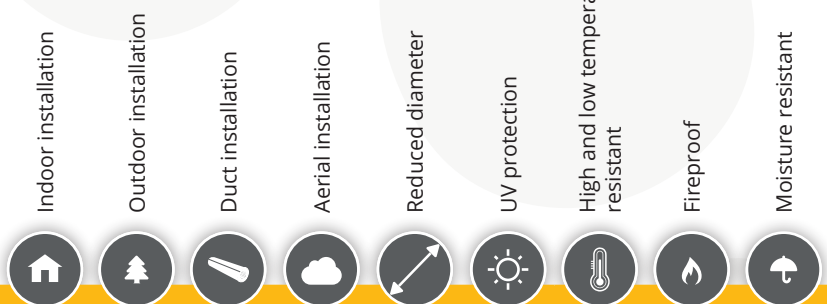 Indoor installation
Outdoor installation
Duct installation
Aerial installation
Reduced diameter
UV protection
High and low
resistant
Fireproof
Moisture resistant